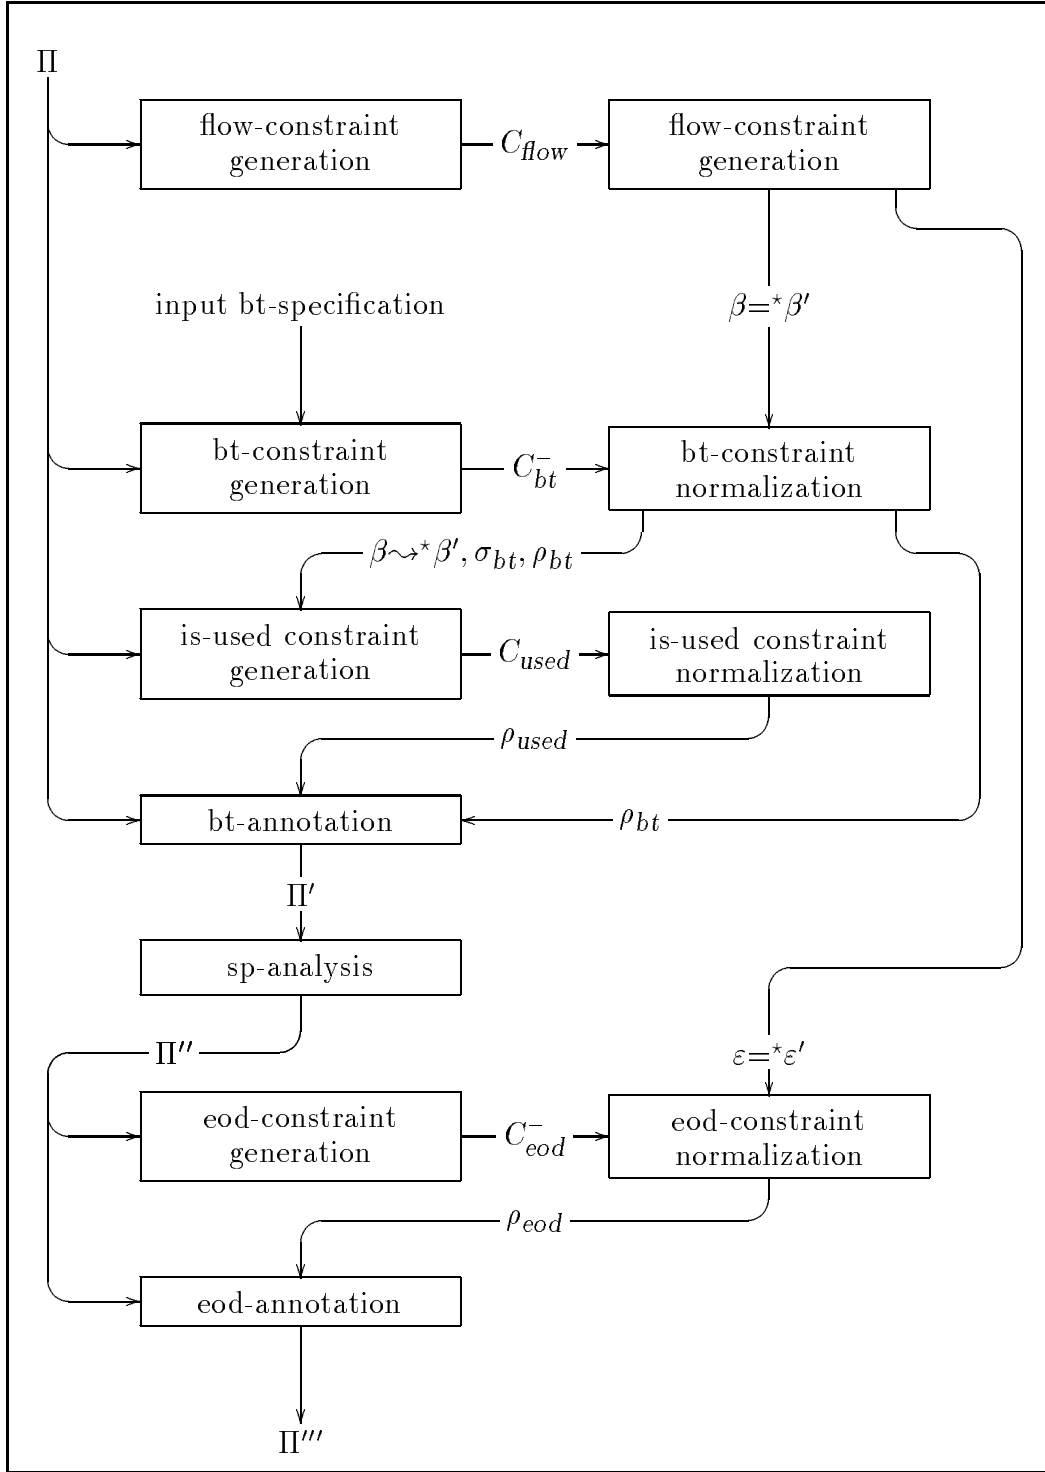 Π
flow-constraint
generation
C_flow
flow-constraint
generation
input bt-specification
β=*β′
bt-constraint
generation
C⁻_bt
bt-constraint
normalization
β⤳*β′, σ_bt, ρ_bt
is-used constraint
generation
C_used
is-used constraint
normalization
ρ_used
bt-annotation
ρ_bt
Π′
sp-analysis
Π″
ε=*ε′
eod-constraint
generation
C⁻_eod
eod-constraint
normalization
ρ_eod
eod-annotation
Π‴